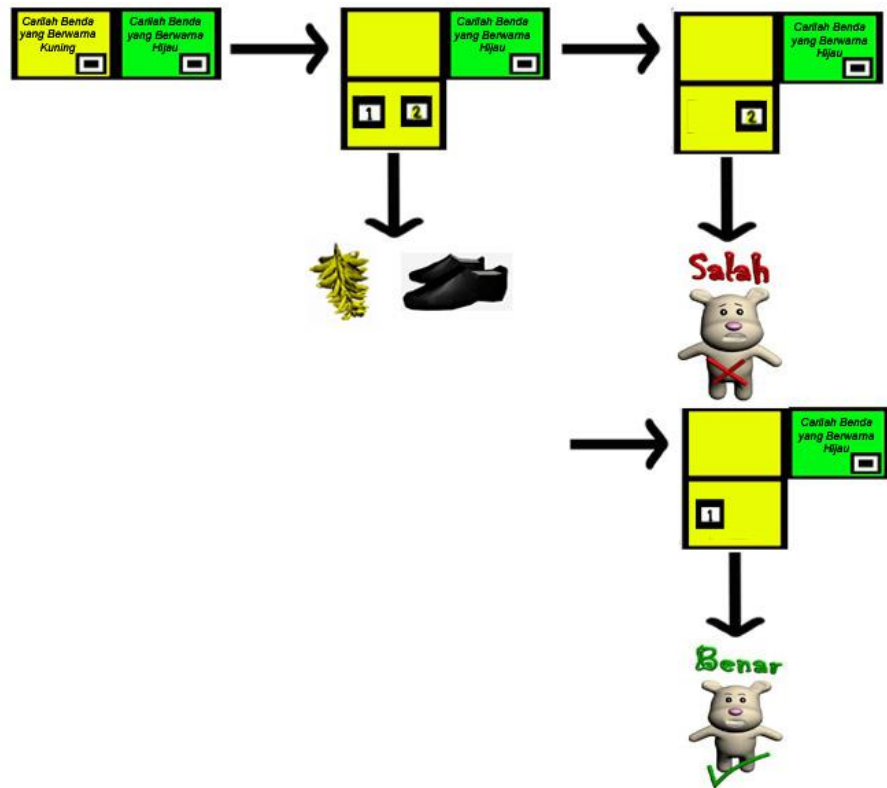 Carilah Benda
yang Berwarna
Kuning
Carilah Benda
yang Berwarna
Hijau
Carilah Benda
yang Berwarna
Hijau
Carilah Benda
yang Berwarna
Hijau
1 2
2
Salah
Carilah Benda
yang Berwarna
Hijau
1
Benar